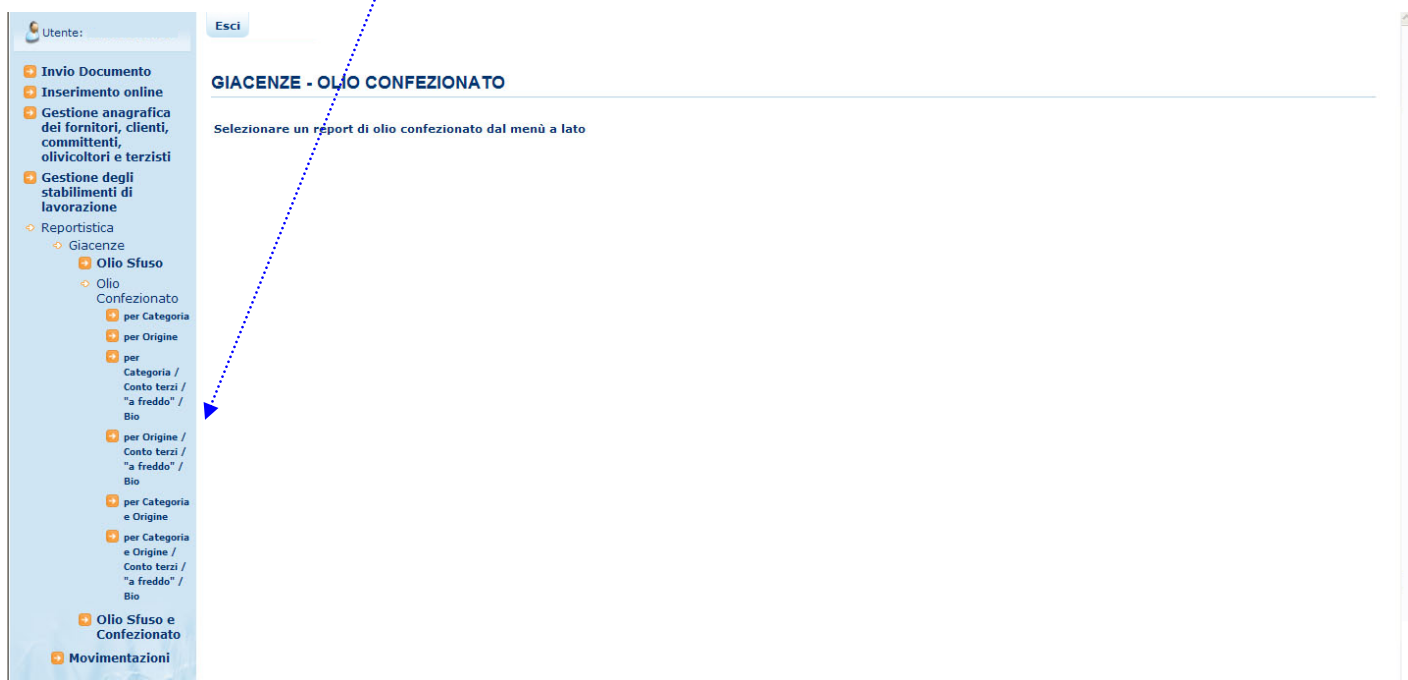 Utente:
Esci
Invio Documento
Inserimento online
Gestione anagrafica
dei fornitori, clienti,
committenti,
olivicoltori e terzisti
Gestione degli
stabilimenti di
lavorazione
Reportistica
Giacenze
Olio Sfuso
Olio
Confezionato
per Categoria
per Origine
per
Categoria /
Conto terzi /
"a freddo" /
Bio
per Origine /
Conto terzi /
"a freddo" /
Bio
per Categoria
e Origine
per Categoria
e Origine /
Conto terzi /
"a freddo" /
Bio
Olio Sfuso e
Confezionato
Movimentazioni
GIACENZE - OLIO CONFEZIONATO
Selezionare un report di olio confezionato dal menù a lato